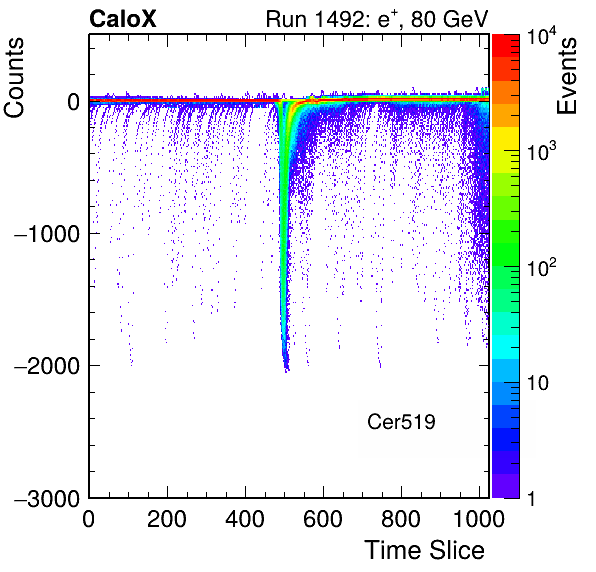 CaloX Run 1492: e⁺, 80 GeV
Counts
Events
0
−1000
−2000
−3000
0 200 400 600 800 1000
Time Slice
10⁴
10³
10²
10
1
Cer519